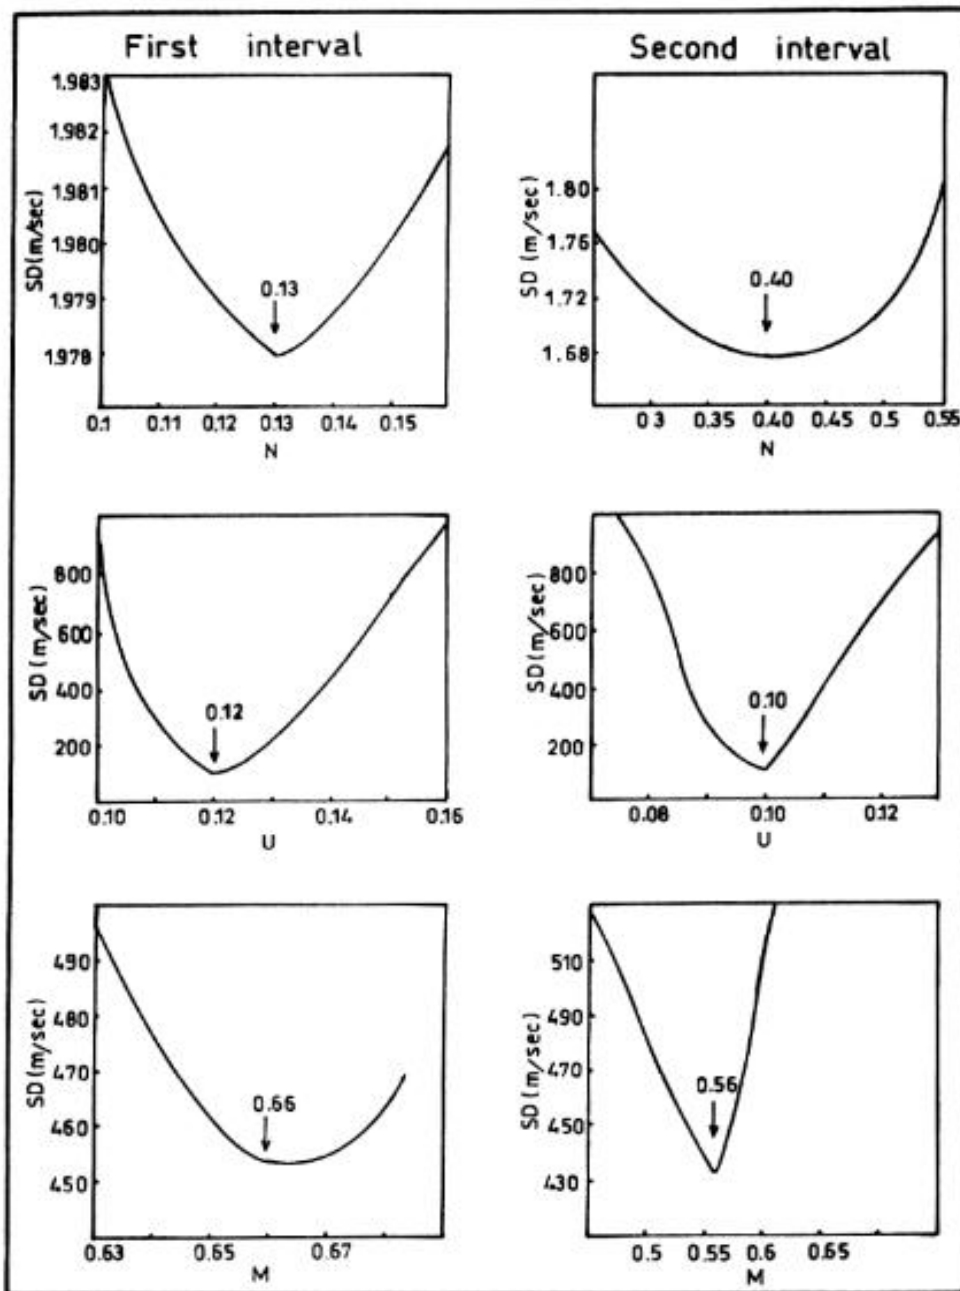 First interval
Second interval
SD(m/sec)
1.983
1.982
1.981
1.980
1.979
1.978
0.13
0.1 0.11 0.12 0.13 0.14 0.15
N
SD (m/sec)
1.80
1.76
1.72
1.68
0.40
0 3 0.35 0.40 0.45 0.5 0.55
N
SD (m/sec)
800
600
400
200
0.12
0.10 0.12 0.14 0.16
U
SD(m/sec)
800
600
400
200
0.10
0.08 0.10 0.12
U
SD (m/sec)
490
480
470
460
450
0.66
0.63 0.65 0.67
M
SD (m/sec)
510
490
470
450
430
0.56
0.5 0.55 0.6 0.65
M